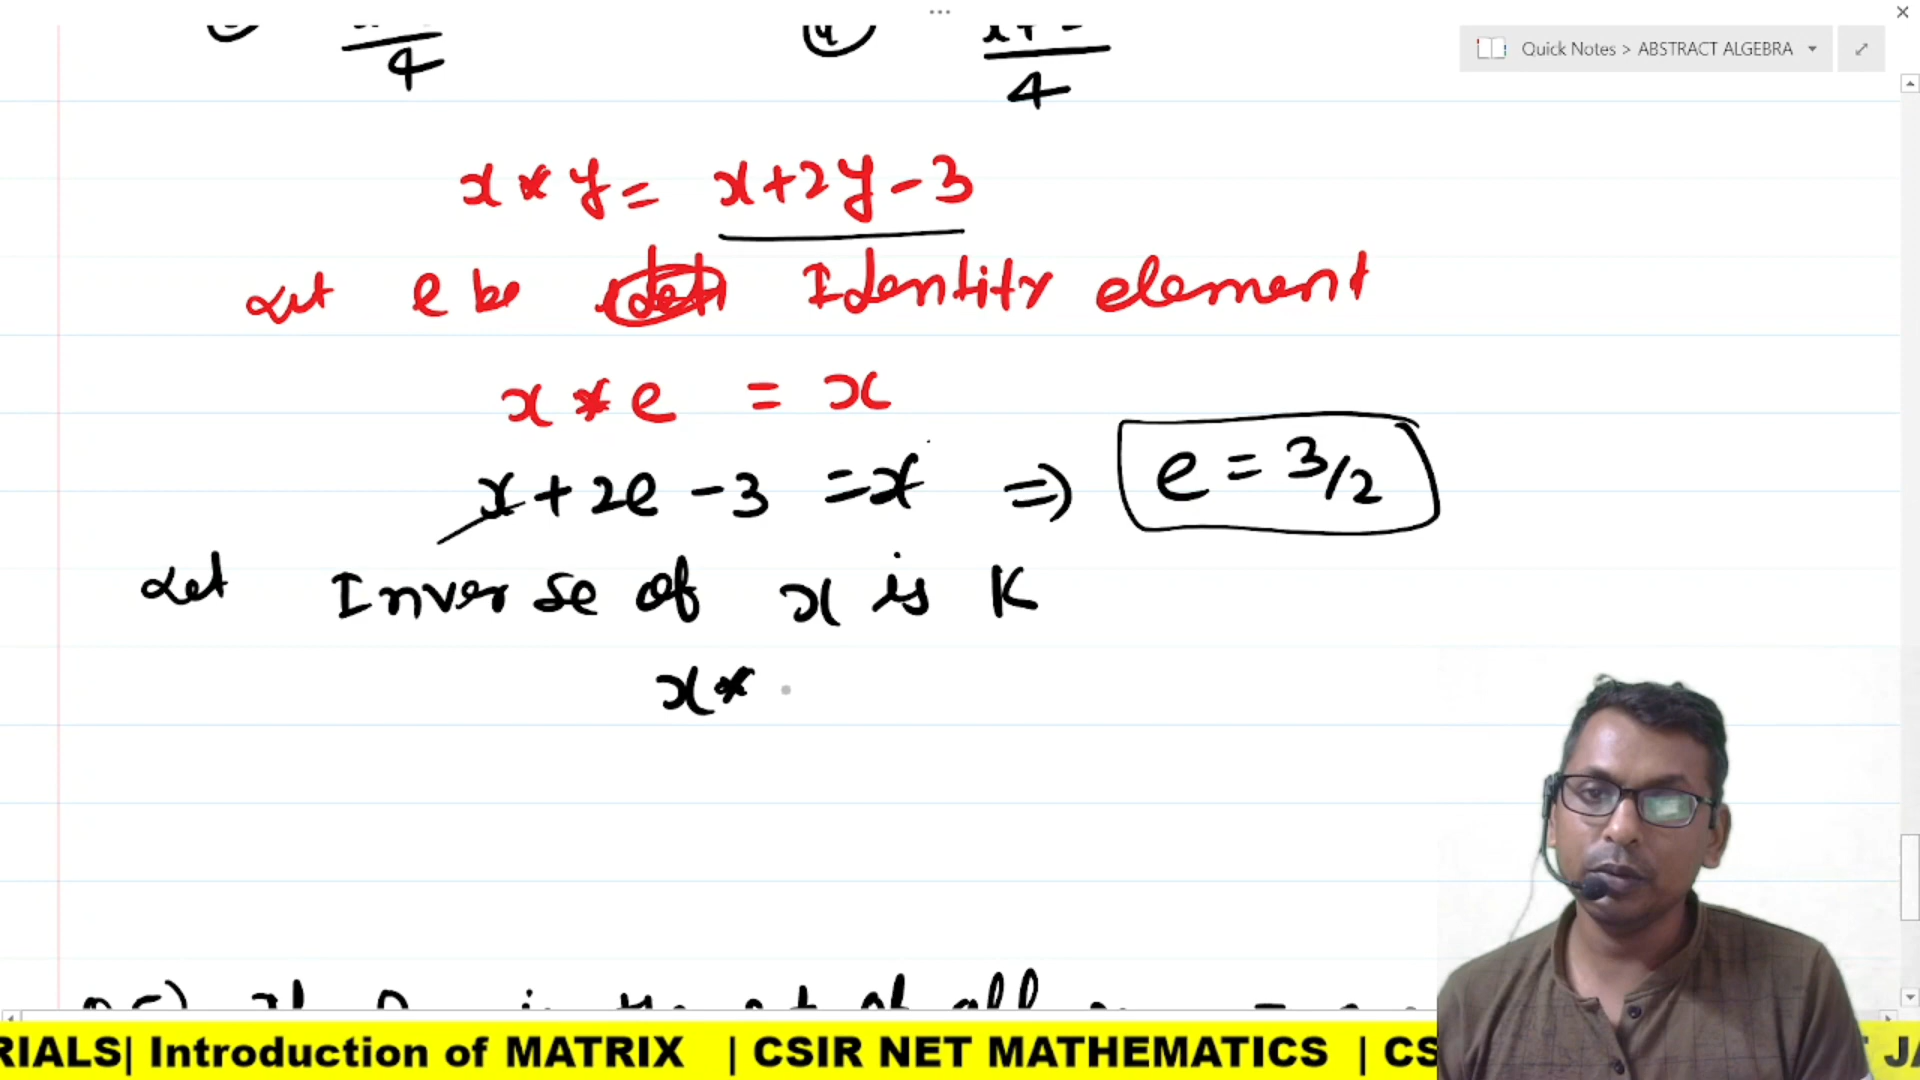 Quick Notes > ABSTRACT ALGEBRA
4
4
x * y = x+2y-3
Let e be Identity element
x * e = x
x+2e-3 = x => e = 3/2
Let Inverse of x is K
x*
RIALS| Introduction of MATRIX | CSIR NET MATHEMATICS | CS
JA